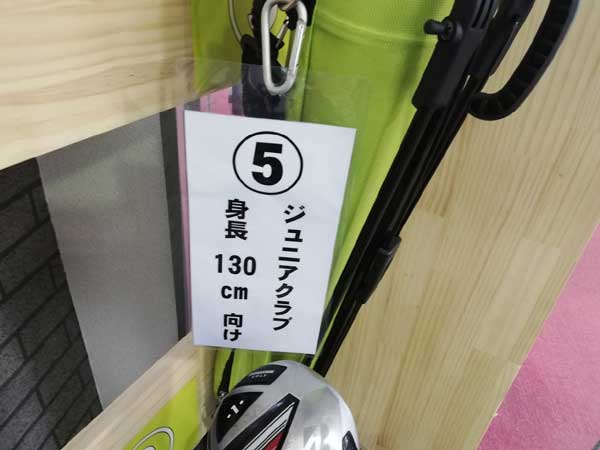 ⑤
ジュニアクラブ
身長 130 cm 向け